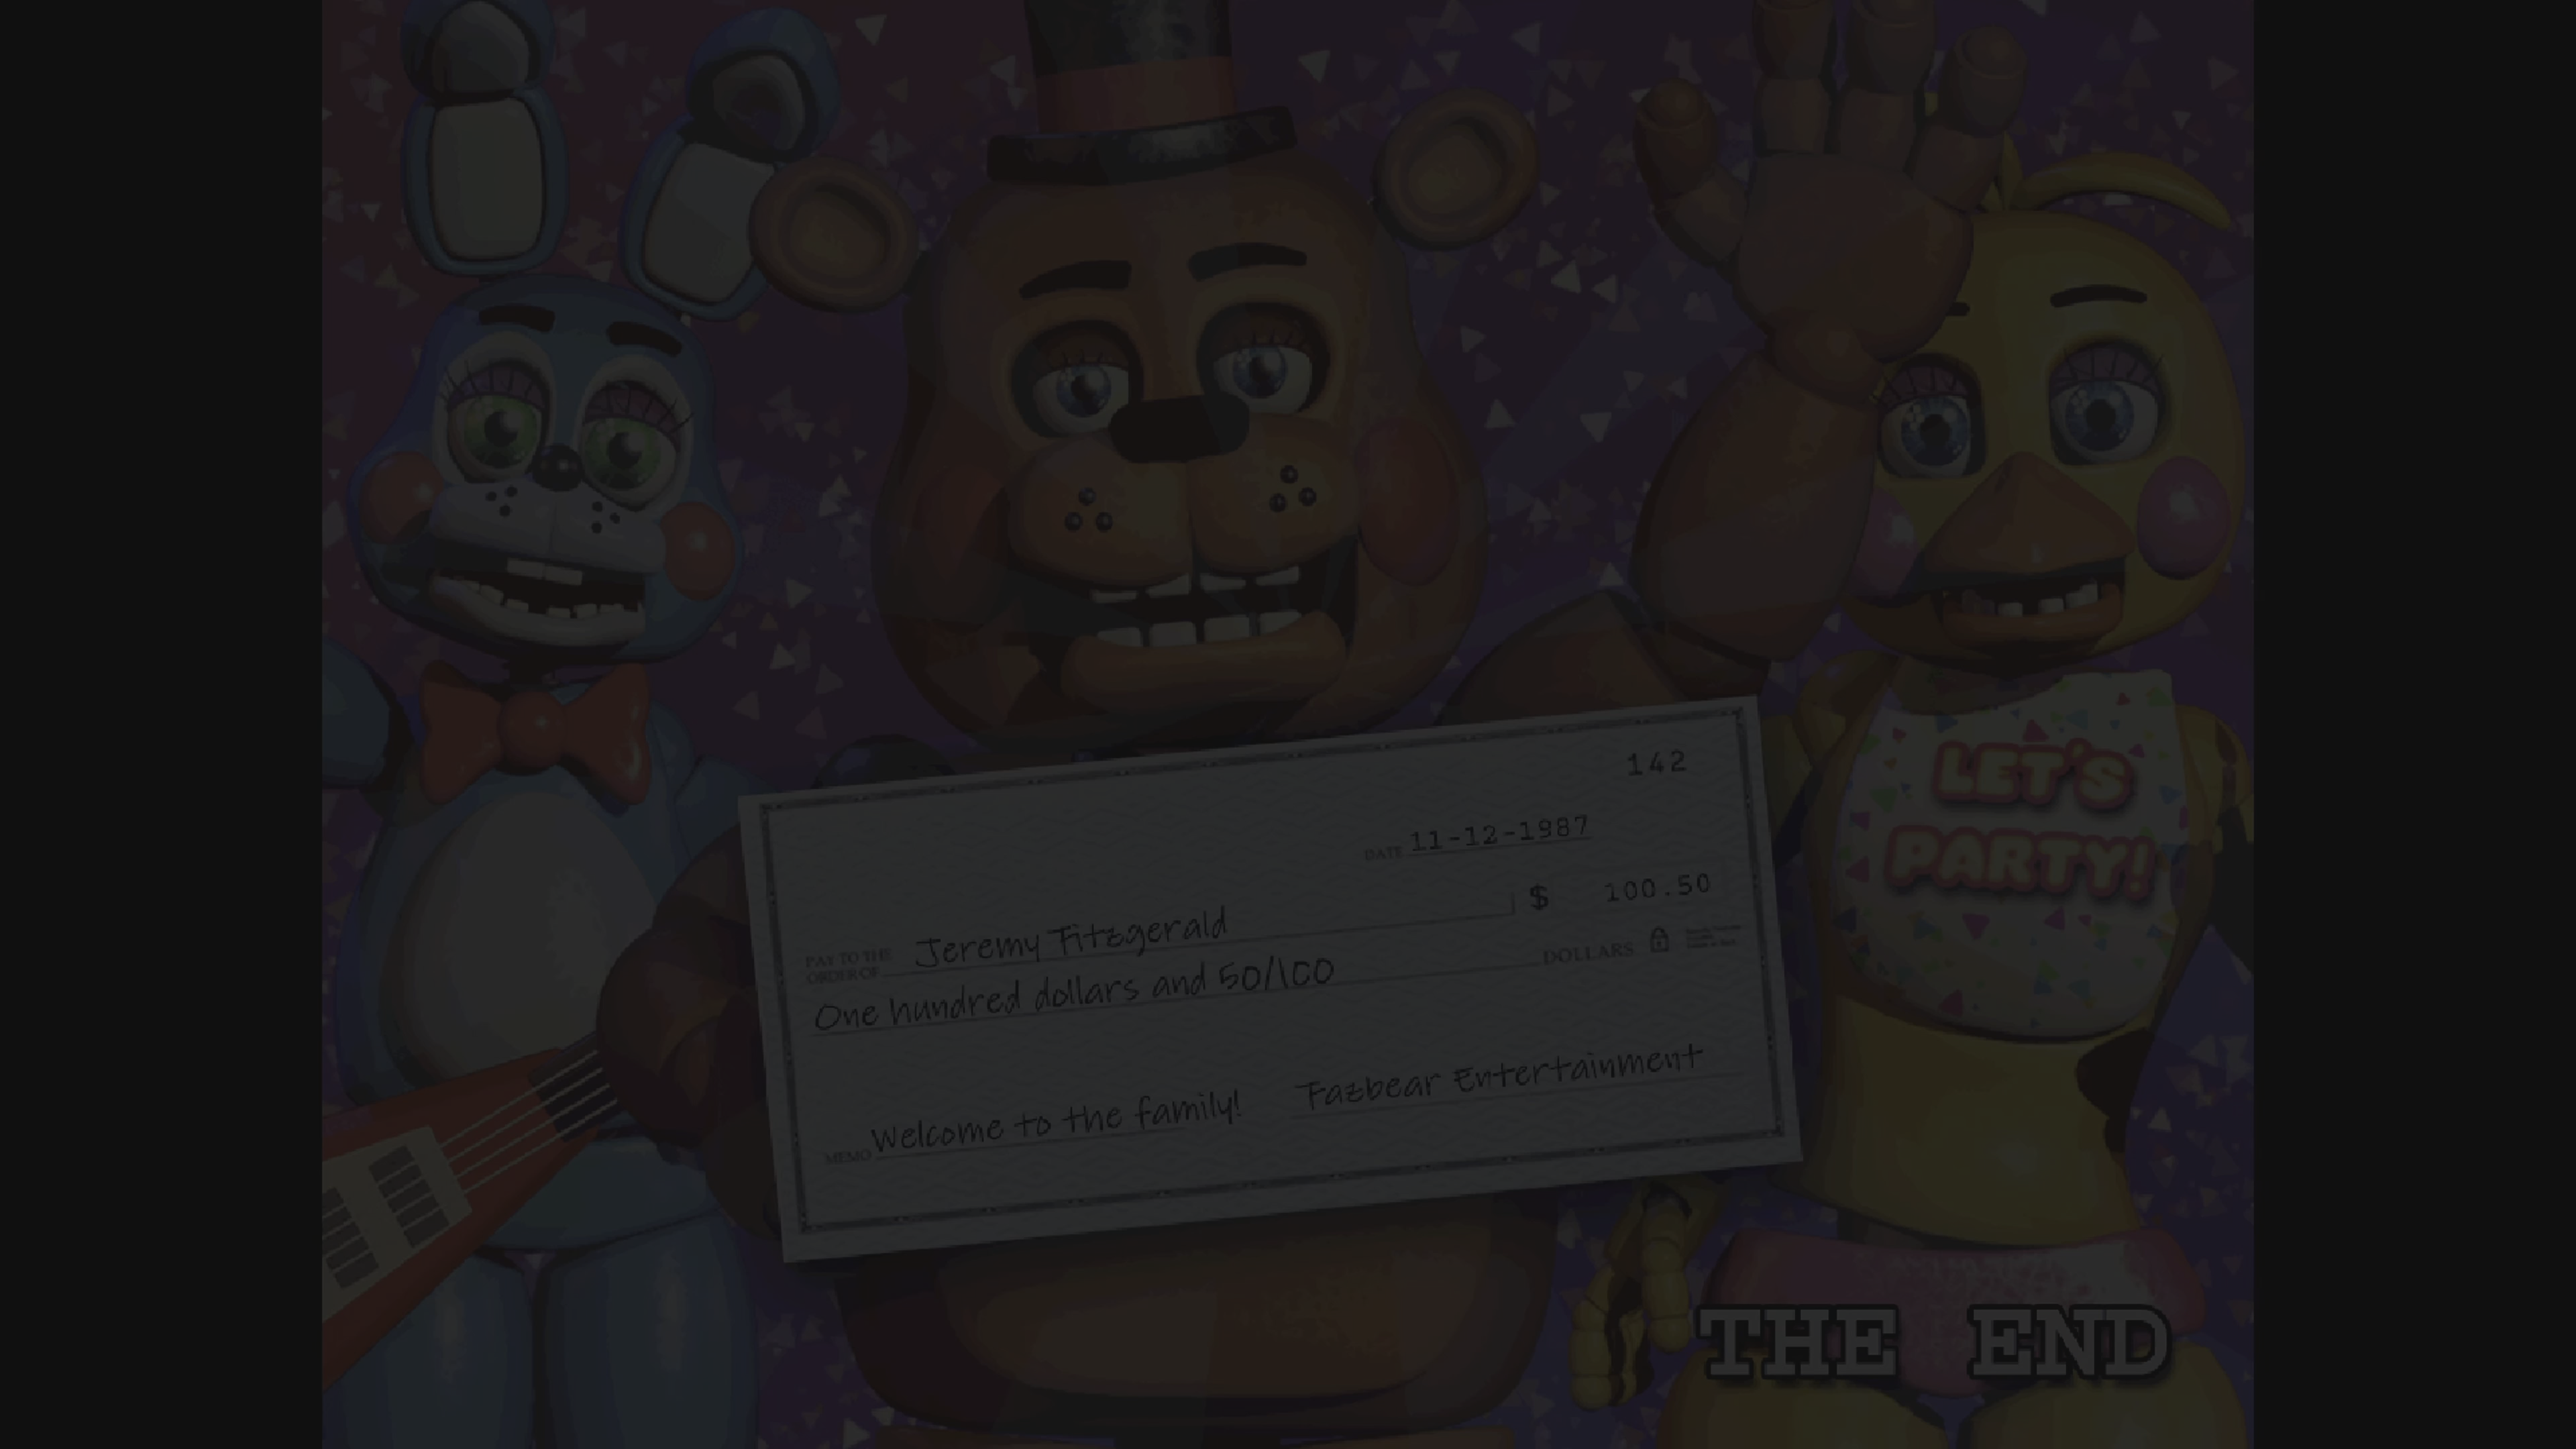 142
DATE 11-12-1987
PAY TO THE
ORDER OF Jeremy Fitzgerald $ 100.50
One hundred dollars and 50/100 DOLLARS
MEMO Welcome to the family! Fazbear Entertainment
LET'S
PARTY!
THE END